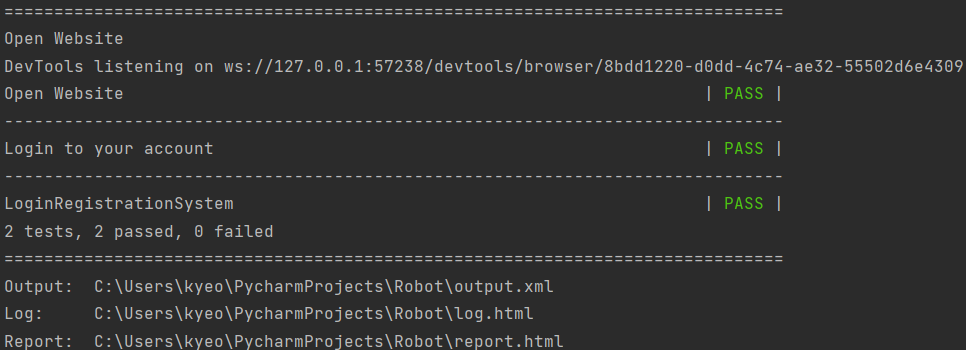 ==============================================================================
Open Website
DevTools listening on ws://127.0.0.1:57238/devtools/browser/8bdd1220-d0dd-4c74-ae32-55502d6e4309
Open Website                                                          | PASS |
------------------------------------------------------------------------------
Login to your account                                                 | PASS |
------------------------------------------------------------------------------
LoginRegistrationSystem                                               | PASS |
2 tests, 2 passed, 0 failed
==============================================================================
Output:  C:\Users\kyeo\PycharmProjects\Robot\output.xml
Log:     C:\Users\kyeo\PycharmProjects\Robot\log.html
Report:  C:\Users\kyeo\PycharmProjects\Robot\report.html